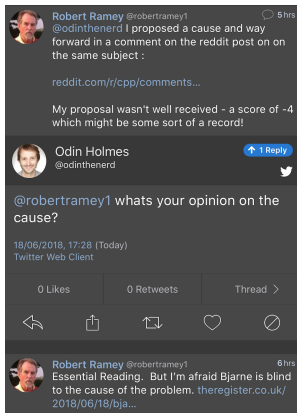 Robert Ramey @robertramey1 5 hrs
@odinthenerd I proposed a cause and way
forward in a comment on the reddit post on on
the same subject :
reddit.com/r/cpp/comments...
My proposal wasn't well received - a score of -4
which might be some sort of a record!
Odin Holmes
1 Reply
@odinthenerd
@robertramey1 whats your opinion on the
cause?
18/06/2018, 17:28 (Today)
Twitter Web Client
0 Likes 0 Retweets Thread
Robert Ramey @robertramey1 6 hrs
Essential Reading. But I'm afraid Bjarne is blind
to the cause of the problem. theregister.co.uk/
2018/06/18/bja...